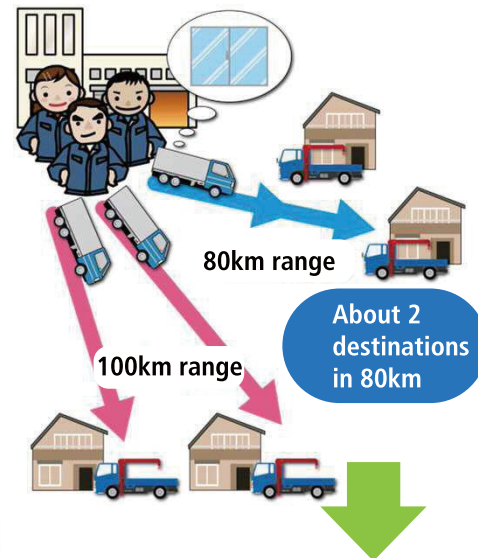 80km range
About 2
destinations
in 80km
100km range